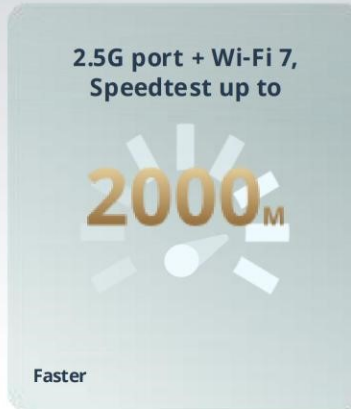 2.5G port + Wi-Fi 7,
Speedtest up to
2000M
Faster